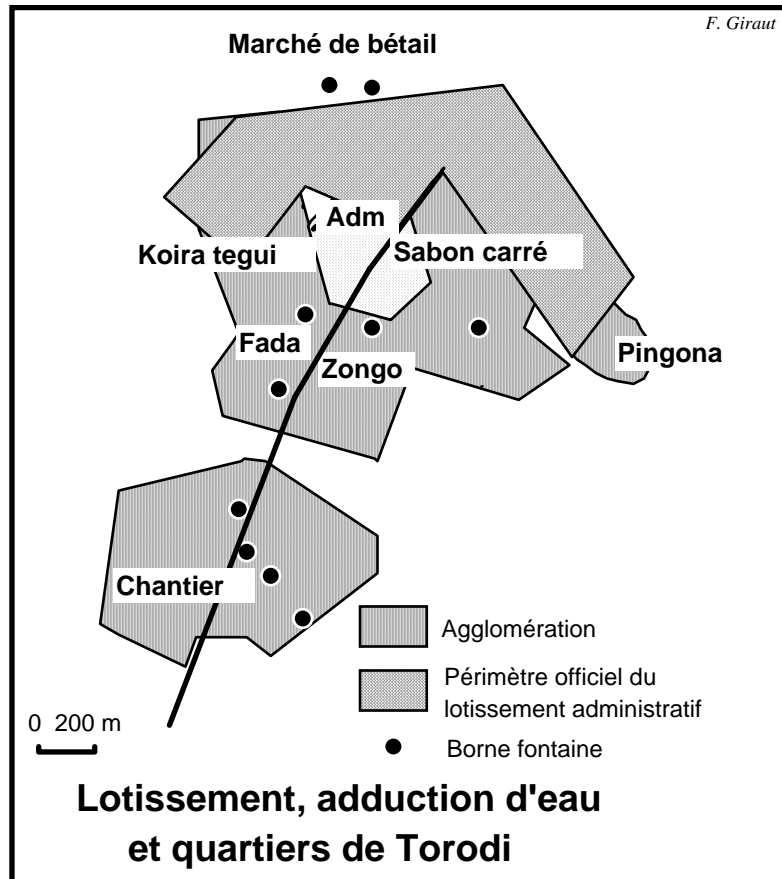 F. Giraut
Marché de bétail
Adm
Koira tegui
Sabon carré
Fada
Zongo
Pingona
Chantier
Agglomération
Périmètre officiel du
lotissement administratif
0 200 m
Borne fontaine
Lotissement, adduction d'eau
et quartiers de Torodi